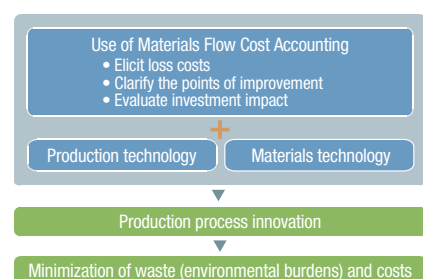 Use of Materials Flow Cost Accounting
• Elicit loss costs
• Clarify the points of improvement
• Evaluate investment impact
+
Production technology
Materials technology
Production process innovation
Minimization of waste (environmental burdens) and costs